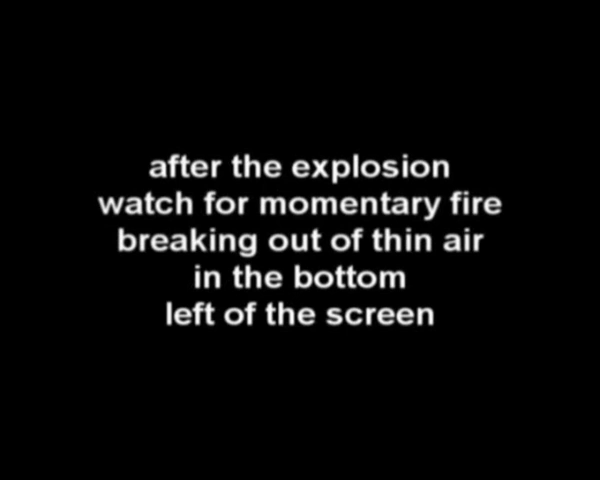 after the explosion
watch for momentary fire
breaking out of thin air
in the bottom
left of the screen